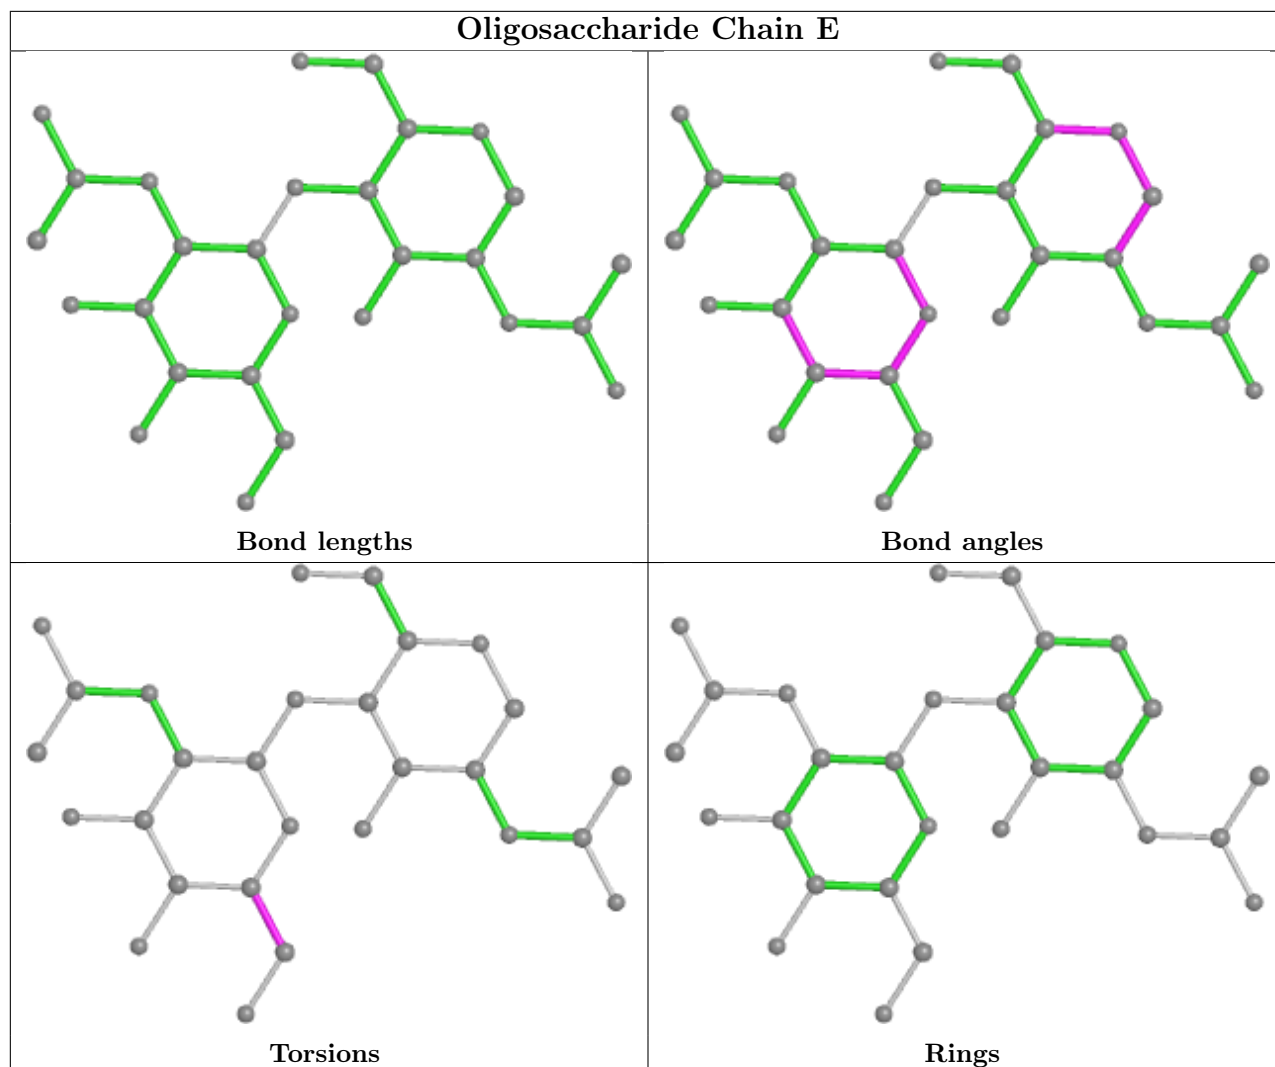 Oligosaccharide Chain E
Bond lengths
Bond angles
Torsions
Rings